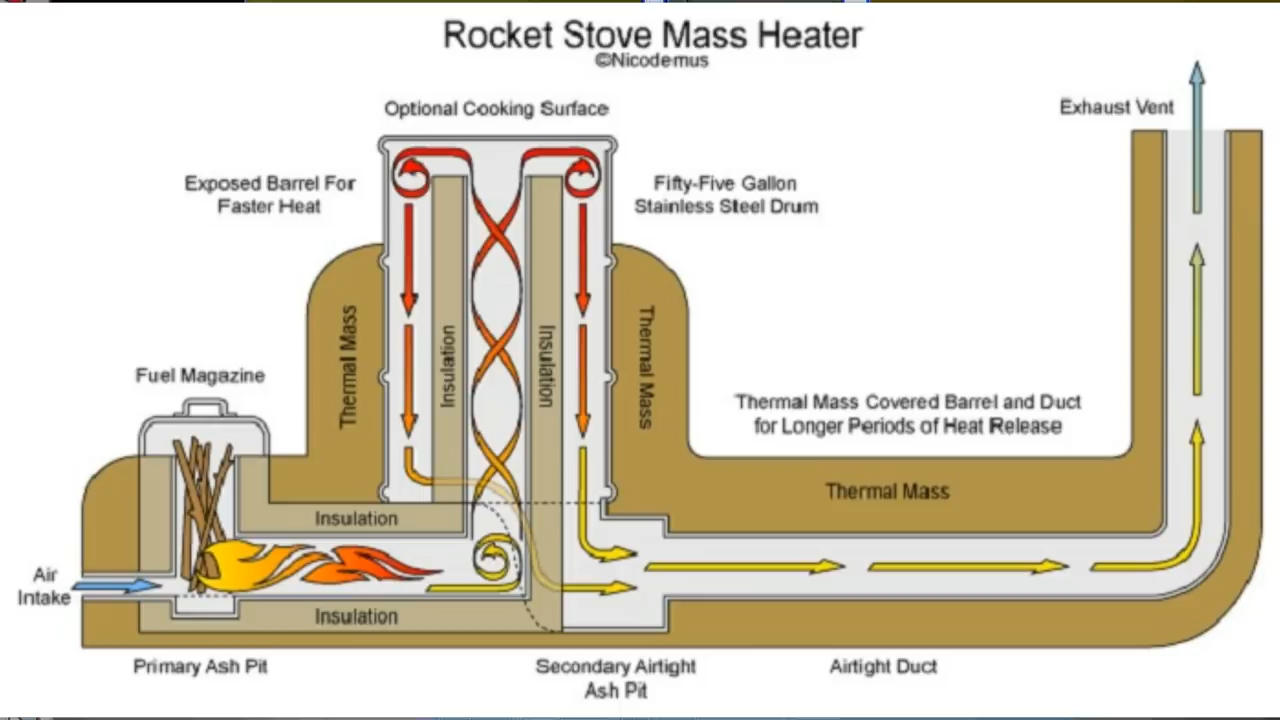 Rocket Stove Mass Heater
©Nicodemus
Optional Cooking Surface
Exhaust Vent
Exposed Barrel For
Faster Heat
Fifty-Five Gallon
Stainless Steel Drum
Thermal Mass
Insulation
Insulation
Thermal Mass
Fuel Magazine
Thermal Mass Covered Barrel and Duct
for Longer Periods of Heat Release
Thermal Mass
Insulation
Air
Intake
Insulation
Primary Ash Pit
Secondary Airtight
Ash Pit
Airtight Duct